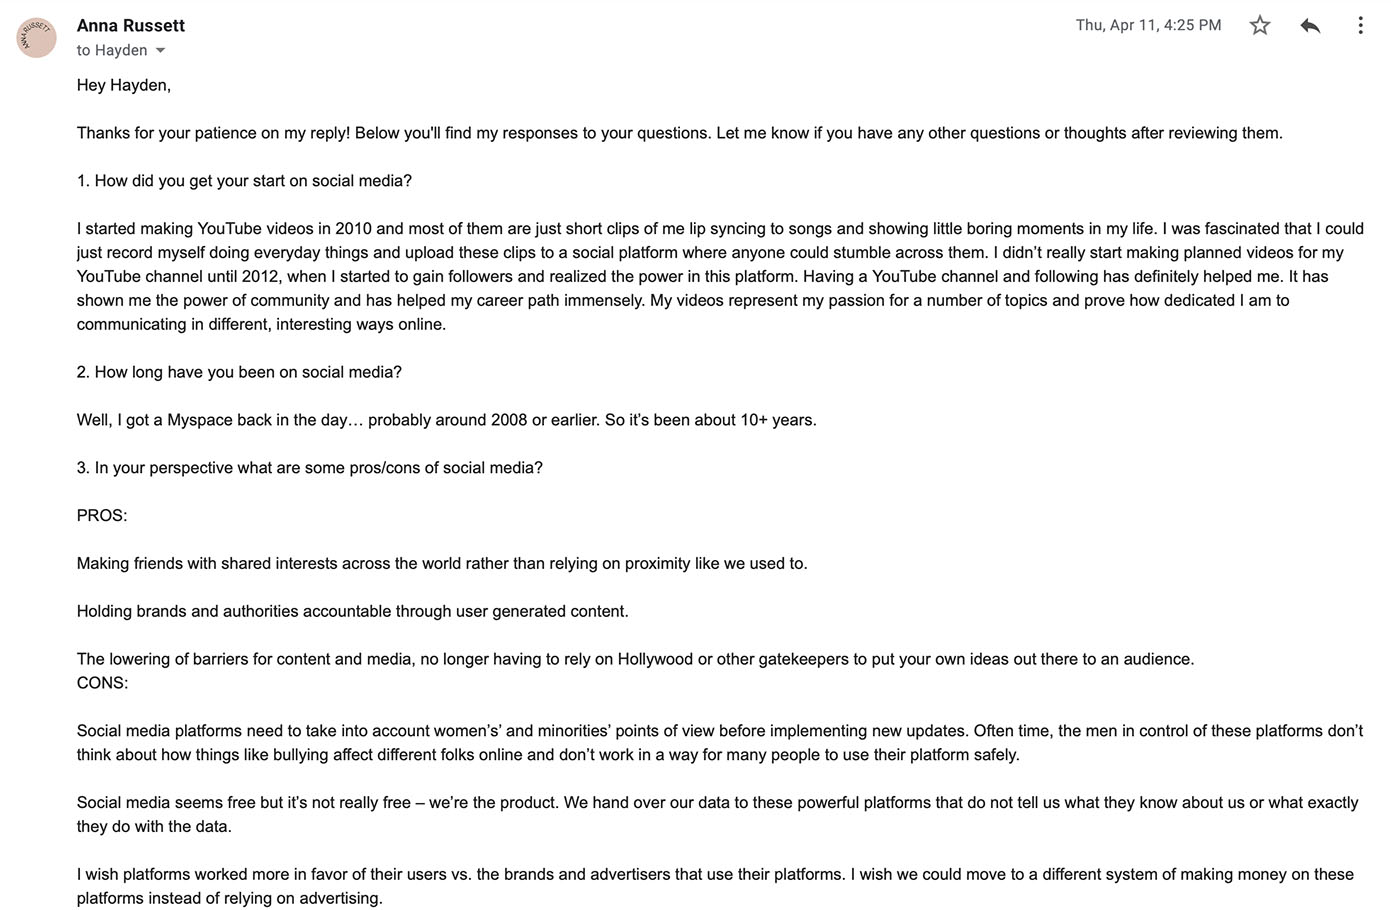 ANNA RUSSETT
Anna Russett
Thu, Apr 11, 4:25 PM
to Hayden
Hey Hayden,
Thanks for your patience on my reply! Below you'll find my responses to your questions. Let me know if you have any other questions or thoughts after reviewing them.
1. How did you get your start on social media?
I started making YouTube videos in 2010 and most of them are just short clips of me lip syncing to songs and showing little boring moments in my life. I was fascinated that I could
just record myself doing everyday things and upload these clips to a social platform where anyone could stumble across them. I didn’t really start making planned videos for my
YouTube channel until 2012, when I started to gain followers and realized the power in this platform. Having a YouTube channel and following has definitely helped me. It has
shown me the power of community and has helped my career path immensely. My videos represent my passion for a number of topics and prove how dedicated I am to
communicating in different, interesting ways online.
2. How long have you been on social media?
Well, I got a Myspace back in the day… probably around 2008 or earlier. So it’s been about 10+ years.
3. In your perspective what are some pros/cons of social media?
PROS:
Making friends with shared interests across the world rather than relying on proximity like we used to.
Holding brands and authorities accountable through user generated content.
The lowering of barriers for content and media, no longer having to rely on Hollywood or other gatekeepers to put your own ideas out there to an audience.
CONS:
Social media platforms need to take into account women’s’ and minorities’ points of view before implementing new updates. Often time, the men in control of these platforms don’t
think about how things like bullying affect different folks online and don’t work in a way for many people to use their platform safely.
Social media seems free but it’s not really free – we’re the product. We hand over our data to these powerful platforms that do not tell us what they know about us or what exactly
they do with the data.
I wish platforms worked more in favor of their users vs. the brands and advertisers that use their platforms. I wish we could move to a different system of making money on these
platforms instead of relying on advertising.